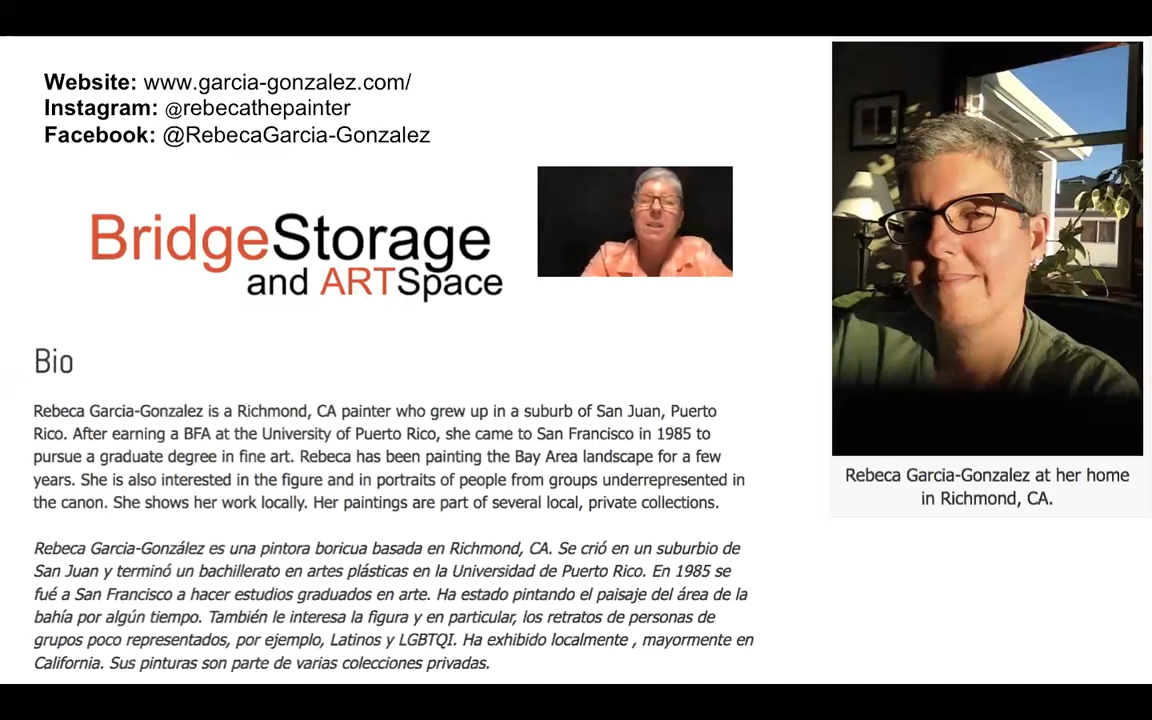 Website: www.garcia-gonzalez.com/
Instagram: @rebecathepainter
Facebook: @RebecaGarcia-Gonzalez
BridgeStorage
and ARTSpace
Bio
Rebeca Garcia-Gonzalez is a Richmond, CA painter who grew up in a suburb of San Juan, Puerto
Rico. After earning a BFA at the University of Puerto Rico, she came to San Francisco in 1985 to
pursue a graduate degree in fine art. Rebeca has been painting the Bay Area landscape for a few
years. She is also interested in the figure and in portraits of people from groups underrepresented in
the canon. She shows her work locally. Her paintings are part of several local, private collections.
Rebeca Garcia-González es una pintora boricua basada en Richmond, CA. Se crió en un suburbio de
San Juan y terminó un bachillerato en artes plásticas en la Universidad de Puerto Rico. En 1985 se
fué a San Francisco a hacer estudios graduados en arte. Ha estado pintando el paisaje del área de la
bahía por algún tiempo. También le interesa la figura y en particular, los retratos de personas de
grupos poco representados, por ejemplo, Latinos y LGBTQI. Ha exhibido localmente , mayormente en
California. Sus pinturas son parte de varias colecciones privadas.
Rebeca Garcia-Gonzalez at her home
in Richmond, CA.